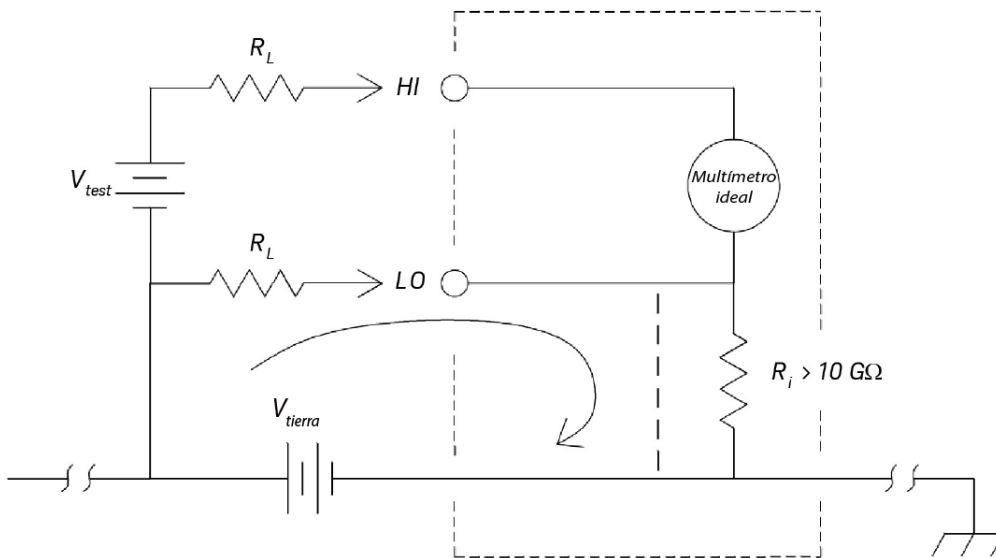 R_L
HI
V_test
Multímetro
ideal
R_L
LO
R_i > 10 GΩ
V_tierra